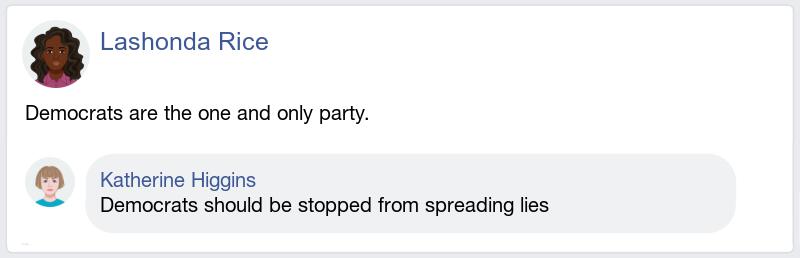 Lashonda Rice
Democrats are the one and only party.
Katherine Higgins
Democrats should be stopped from spreading lies